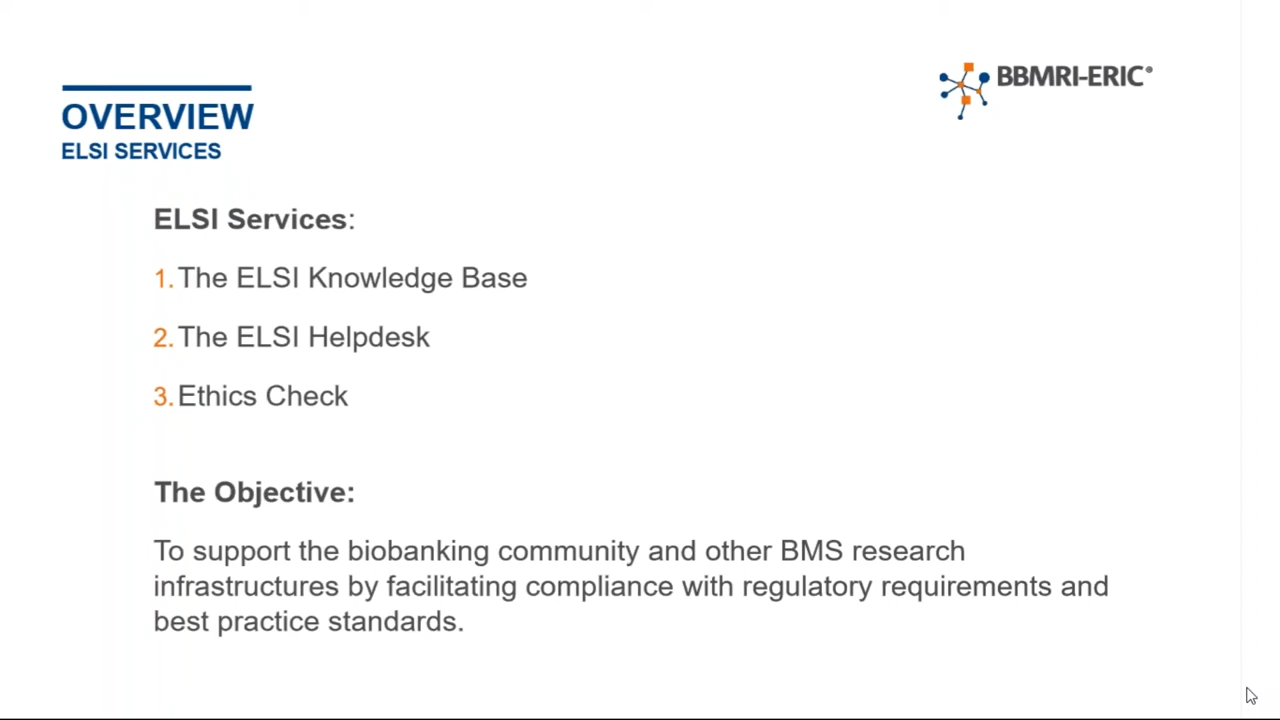 OVERVIEW
ELSI SERVICES
BBMRI-ERIC®
ELSI Services:
1. The ELSI Knowledge Base
2. The ELSI Helpdesk
3. Ethics Check
The Objective:
To support the biobanking community and other BMS research
infrastructures by facilitating compliance with regulatory requirements and
best practice standards.